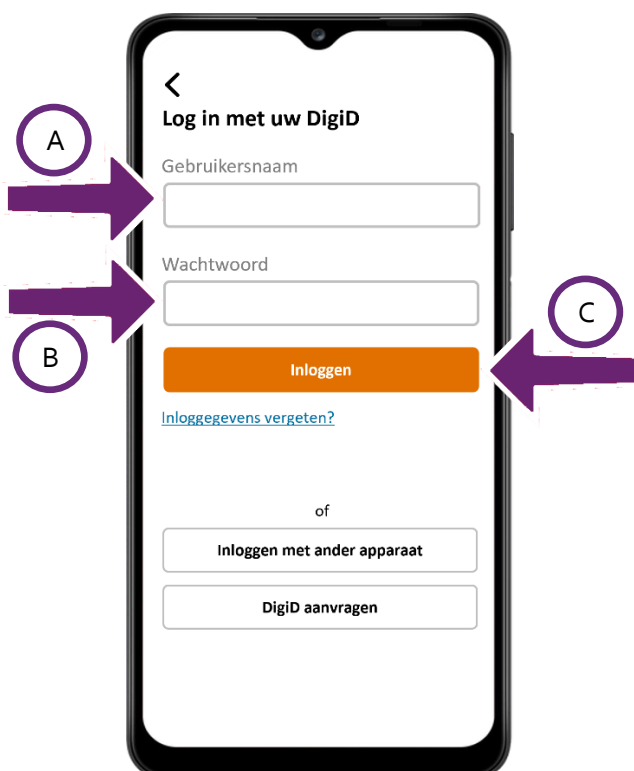 Log in met uw DigiD
A
Gebruikersnaam
Wachtwoord
B
C
Inloggen
Inloggegevens vergeten?
of
Inloggen met ander apparaat
DigiD aanvragen